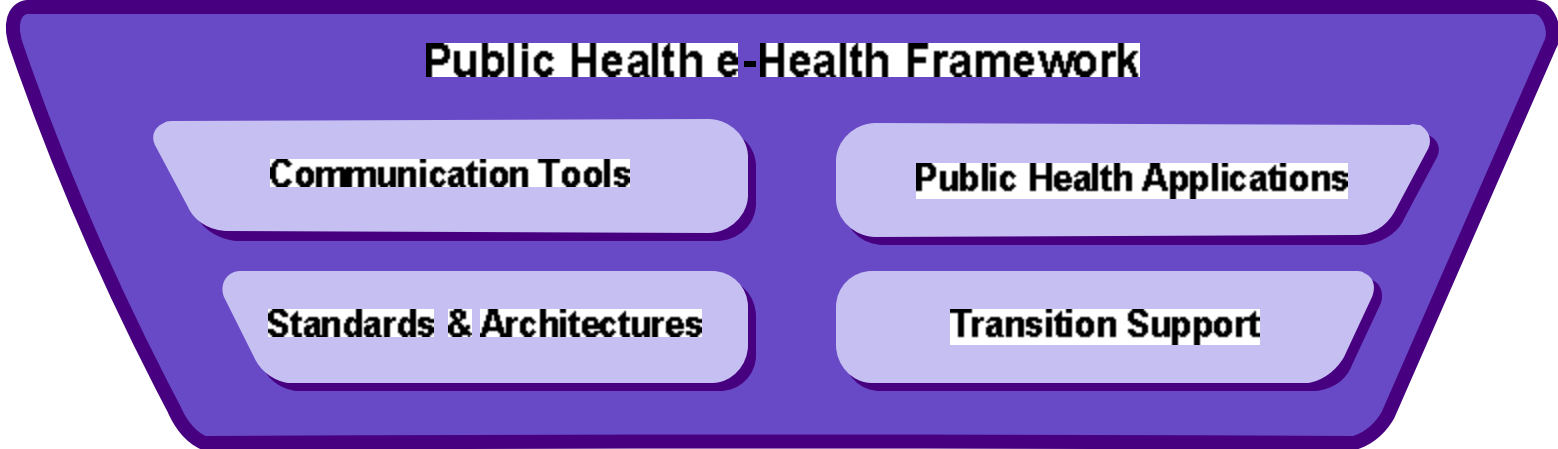 Public Health e-Health Framework
Communication Tools
Public Health Applications
Standards & Architectures
Transition Support